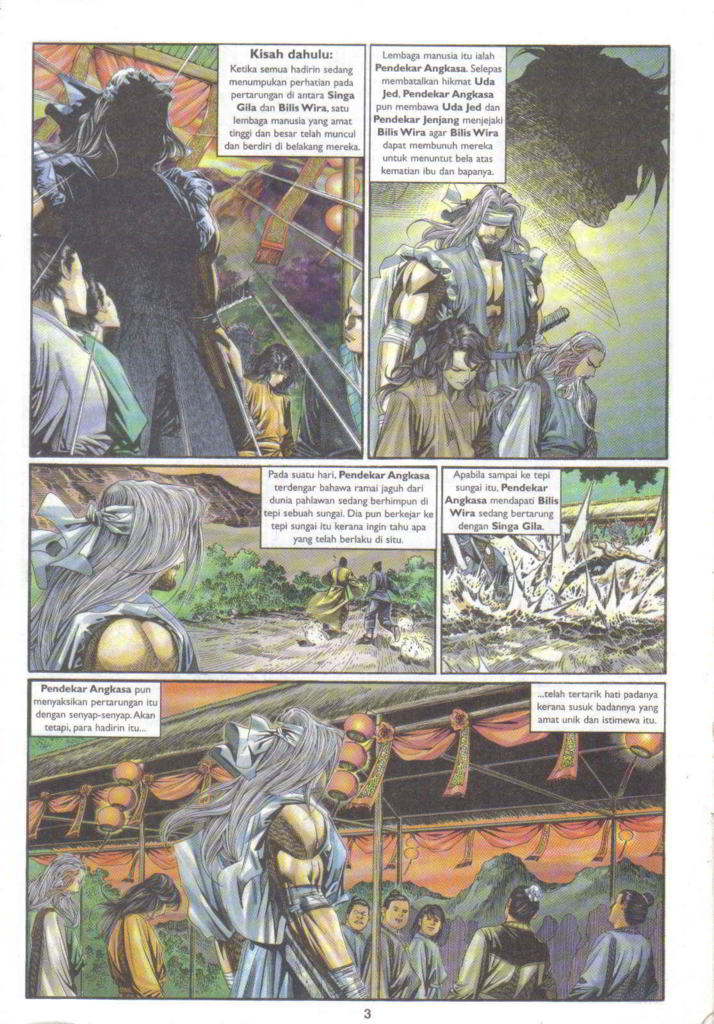 Kisah dahulu:
Ketika semua hadirin sedang
menumpukan perhatian pada
pertarungan di antara Singa
Gila dan Bilis Wira, satu
lembaga manusia yang amat
tinggi dan besar telah muncul
dan berdiri di belakang mereka.
Lembaga manusia itu ialah
Pendekar Angkasa. Selepas
membatalkan hikmat Uda
Jed, Pendekar Angkasa
pun membawa Uda Jed dan
Pendekar Jenjang menjejaki
Bilis Wira agar Bilis Wira
dapat membunuh mereka
untuk menuntut bela atas
kematian ibu dan bapanya.
Pada suatu hari, Pendekar Angkasa
terdengar bahawa ramai jaguh dari
dunia pahlawan sedang berhimpun di
tepi sebuah sungai. Dia pun berkejar ke
tepi sungai itu kerana ingin tahu apa
yang telah berlaku di situ.
Apabila sampai ke tepi
sungai itu, Pendekar
Angkasa mendapati Bilis
Wira sedang bertarung
dengan Singa Gila.
Pendekar Angkasa pun
menyaksikan pertarungan itu
dengan senyap-senyap. Akan
tetapi, para hadirin itu...
...telah tertarik hati padanya
kerana susuk badannya yang
amat unik dan istimewa itu.
3